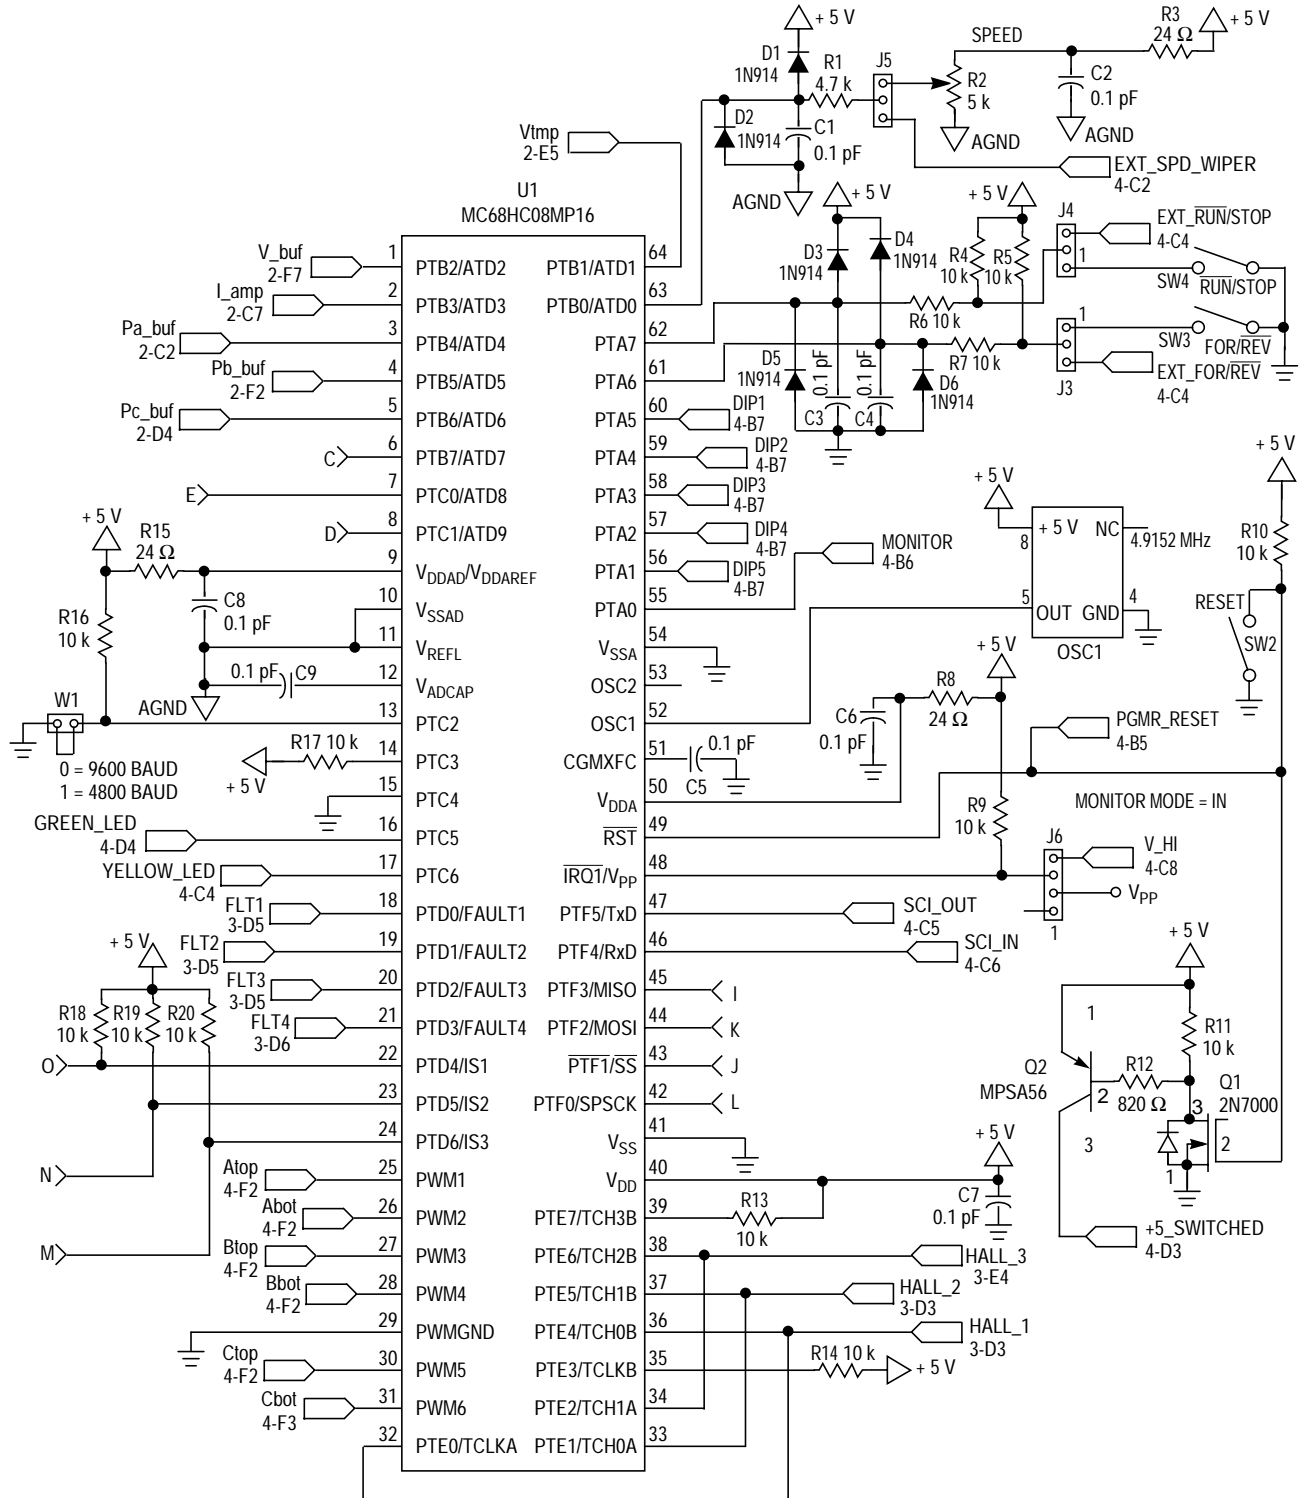 + 5 V
R3
24 Ω
+ 5 V
SPEED
D1
1N914
R1
4.7 k
J5
R2
5 k
C2
0.1 pF
D2
1N914
C1
0.1 pF
AGND
AGND
Vtmp
2-E5
EXT_SPD_WIPER
4-C2
U1
MC68HC08MP16
AGND
+ 5 V
+ 5 V
J4
EXT_RUN/STOP
4-C4
D3
1N914
D4
1N914
R4
10 k
R5
10 k
1
SW4
RUN/STOP
R6 10 k
1
SW3
FOR/REV
R7 10 k
EXT_FOR/REV
4-C4
J3
D5
1N914
0.1 pF
0.1 pF
D6
1N914
C3
C4
V_buf
2-F7
1
PTB2/ATD2
PTB1/ATD1
64
I_amp
2-C7
2
PTB3/ATD3
PTB0/ATD0
63
Pa_buf
2-C2
3
PTB4/ATD4
PTA7
62
Pb_buf
2-F2
4
PTB5/ATD5
PTA6
61
Pc_buf
2-D4
5
PTB6/ATD6
PTA5
60
DIP1
4-B7
C
6
PTB7/ATD7
PTA4
59
DIP2
4-B7
E
7
PTC0/ATD8
PTA3
58
DIP3
4-B7
D
8
PTC1/ATD9
PTA2
57
DIP4
4-B7
+ 5 V
R15
24 Ω
9
VDDAD/VDDAREF
PTA1
56
DIP5
4-B7
MONITOR
4-B6
R16
10 k
C8
0.1 pF
10
VSSAD
PTA0
55
11
VREFL
VSSA
54
0.1 pF
C9
12
VADCAP
OSC2
53
AGND
W1
13
PTC2
OSC1
52
0 = 9600 BAUD
1 = 4800 BAUD
R17 10 k
+ 5 V
14
PTC3
CGMXFC
51
0.1 pF
C5
15
PTC4
VDDA
50
+ 5 V
8
+ 5 V
NC
4.9152 MHz
5
OUT
GND
4
OSC1
+ 5 V
R10
10 k
RESET
SW2
+ 5 V
R8
24 Ω
C6
0.1 pF
PGMR_RESET
4-B5
R9
10 k
MONITOR MODE = IN
GREEN_LED
4-D4
16
PTC5
RST
49
YELLOW_LED
4-C4
17
PTC6
IRQ1/VPP
48
J6
V_HI
4-C8
VPP
1
FLT1
3-D5
18
PTD0/FAULT1
PTF5/TxD
47
SCI_OUT
4-C5
FLT2
3-D5
19
PTD1/FAULT2
PTF4/RxD
46
SCI_IN
4-C6
FLT3
3-D5
20
PTD2/FAULT3
PTF3/MISO
45
I
FLT4
3-D6
21
PTD3/FAULT4
PTF2/MOSI
44
K
+ 5 V
R18
10 k
R19
10 k
R20
10 k
O
22
PTD4/IS1
PTF1/SS
43
J
23
PTD5/IS2
PTF0/SPSCK
42
L
24
PTD6/IS3
VSS
41
N
M
+ 5 V
1
R11
10 k
Q2
MPSA56
R12
820 Ω
2
3
Q1
2N7000
3
2
1
+5_SWITCHED
4-D3
Atop
4-F2
25
PWM1
VDD
40
+ 5 V
C7
0.1 pF
Abot
4-F2
26
PWM2
PTE7/TCH3B
39
R13
10 k
Btop
4-F2
27
PWM3
PTE6/TCH2B
38
HALL_3
3-E4
Bbot
4-F2
28
PWM4
PTE5/TCH1B
37
HALL_2
3-D3
29
PWMGND
PTE4/TCH0B
36
HALL_1
3-D3
Ctop
4-F2
30
PWM5
PTE3/TCLKB
35
R14 10 k
+ 5 V
Cbot
4-F3
31
PWM6
PTE2/TCH1A
34
32
PTE0/TCLKA
PTE1/TCH0A
33